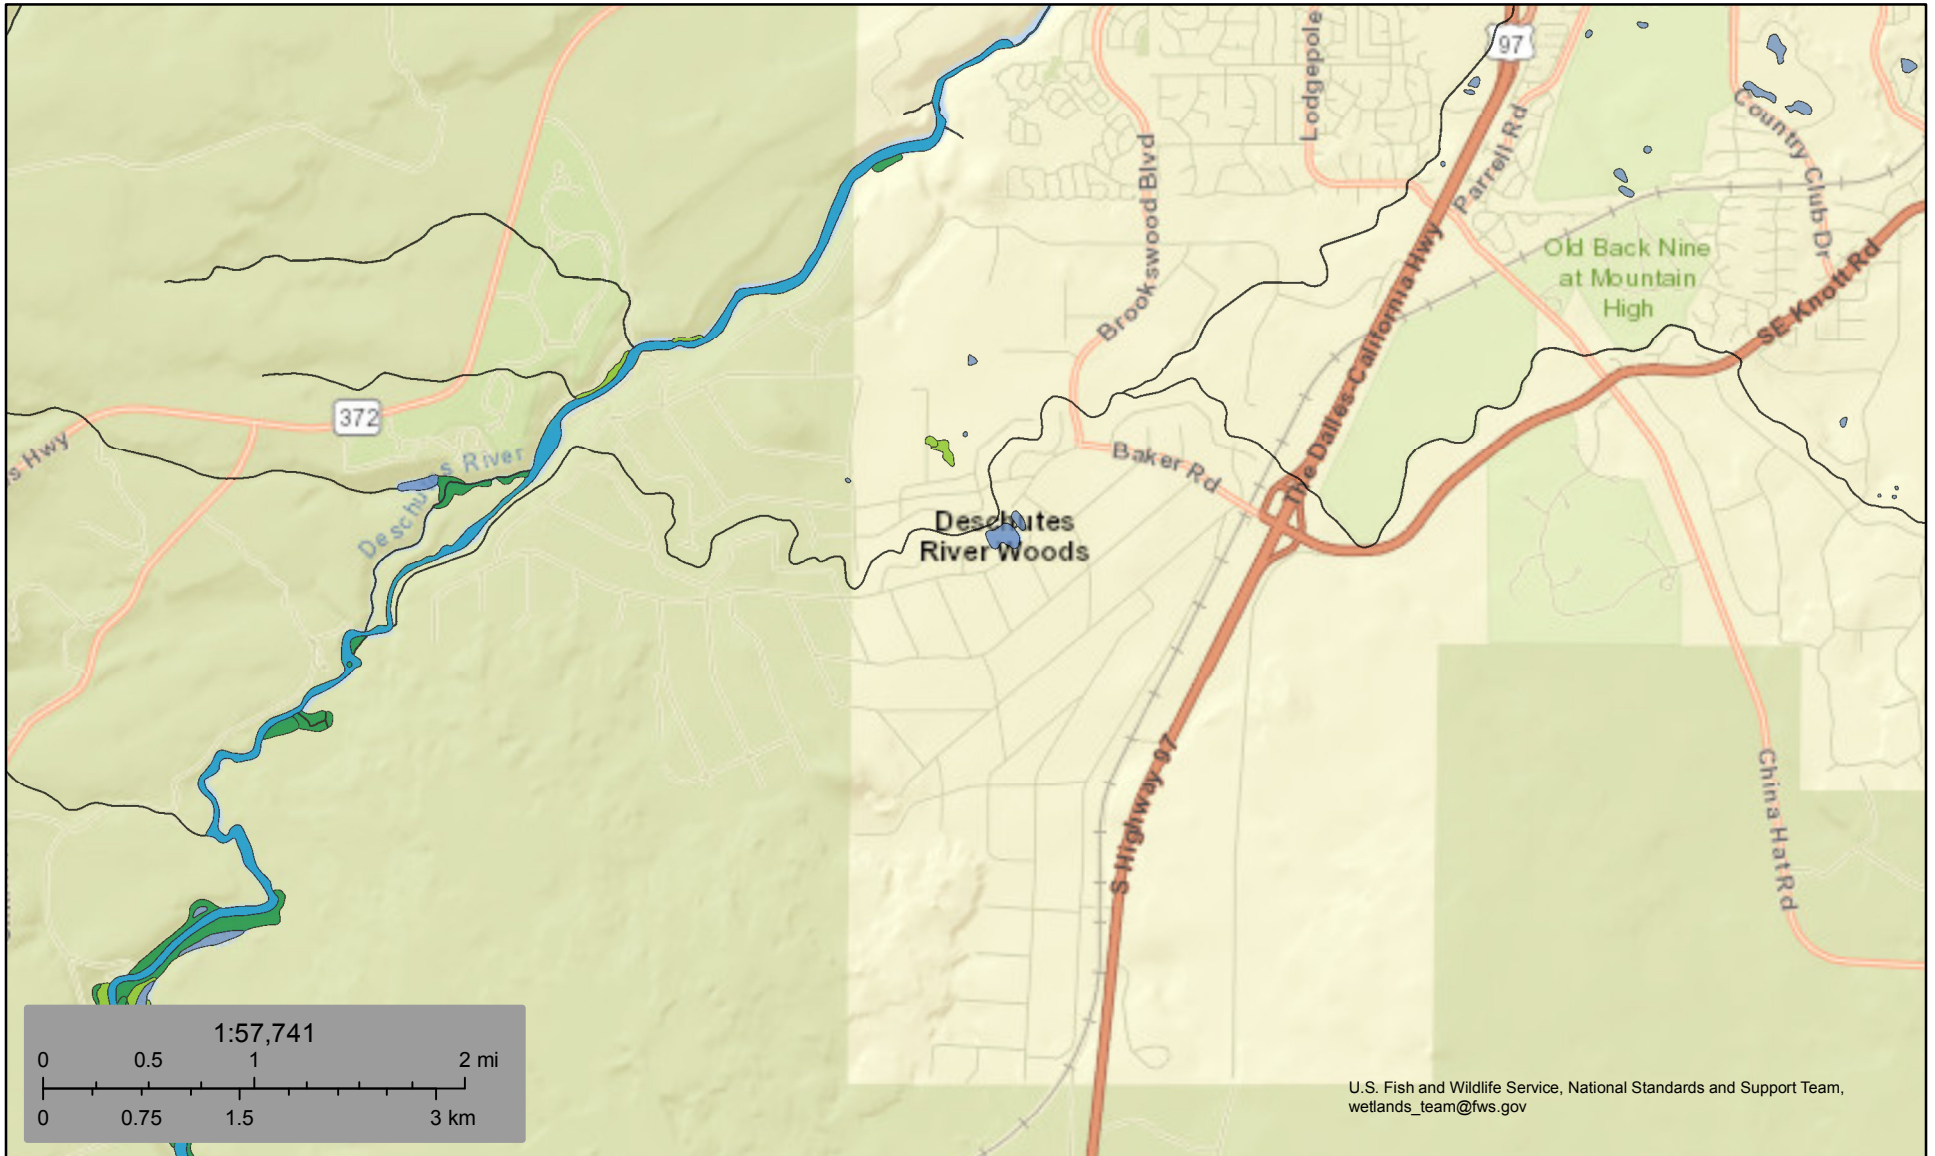 97
Lodgepole
Parrell Rd
Country Club Dr
Brookswood Blvd
Old Back Nine
at Mountain
High
SE Knott Rd
The Dalles-California Hwy
372
s Hwy
Deschutes River
Baker Rd
Deschutes
River Woods
S Highway 97
China Hat Rd
1:57,741
0 0.5 1 2 mi
0 0.75 1.5 3 km
U.S. Fish and Wildlife Service, National Standards and Support Team,
wetlands_team@fws.gov